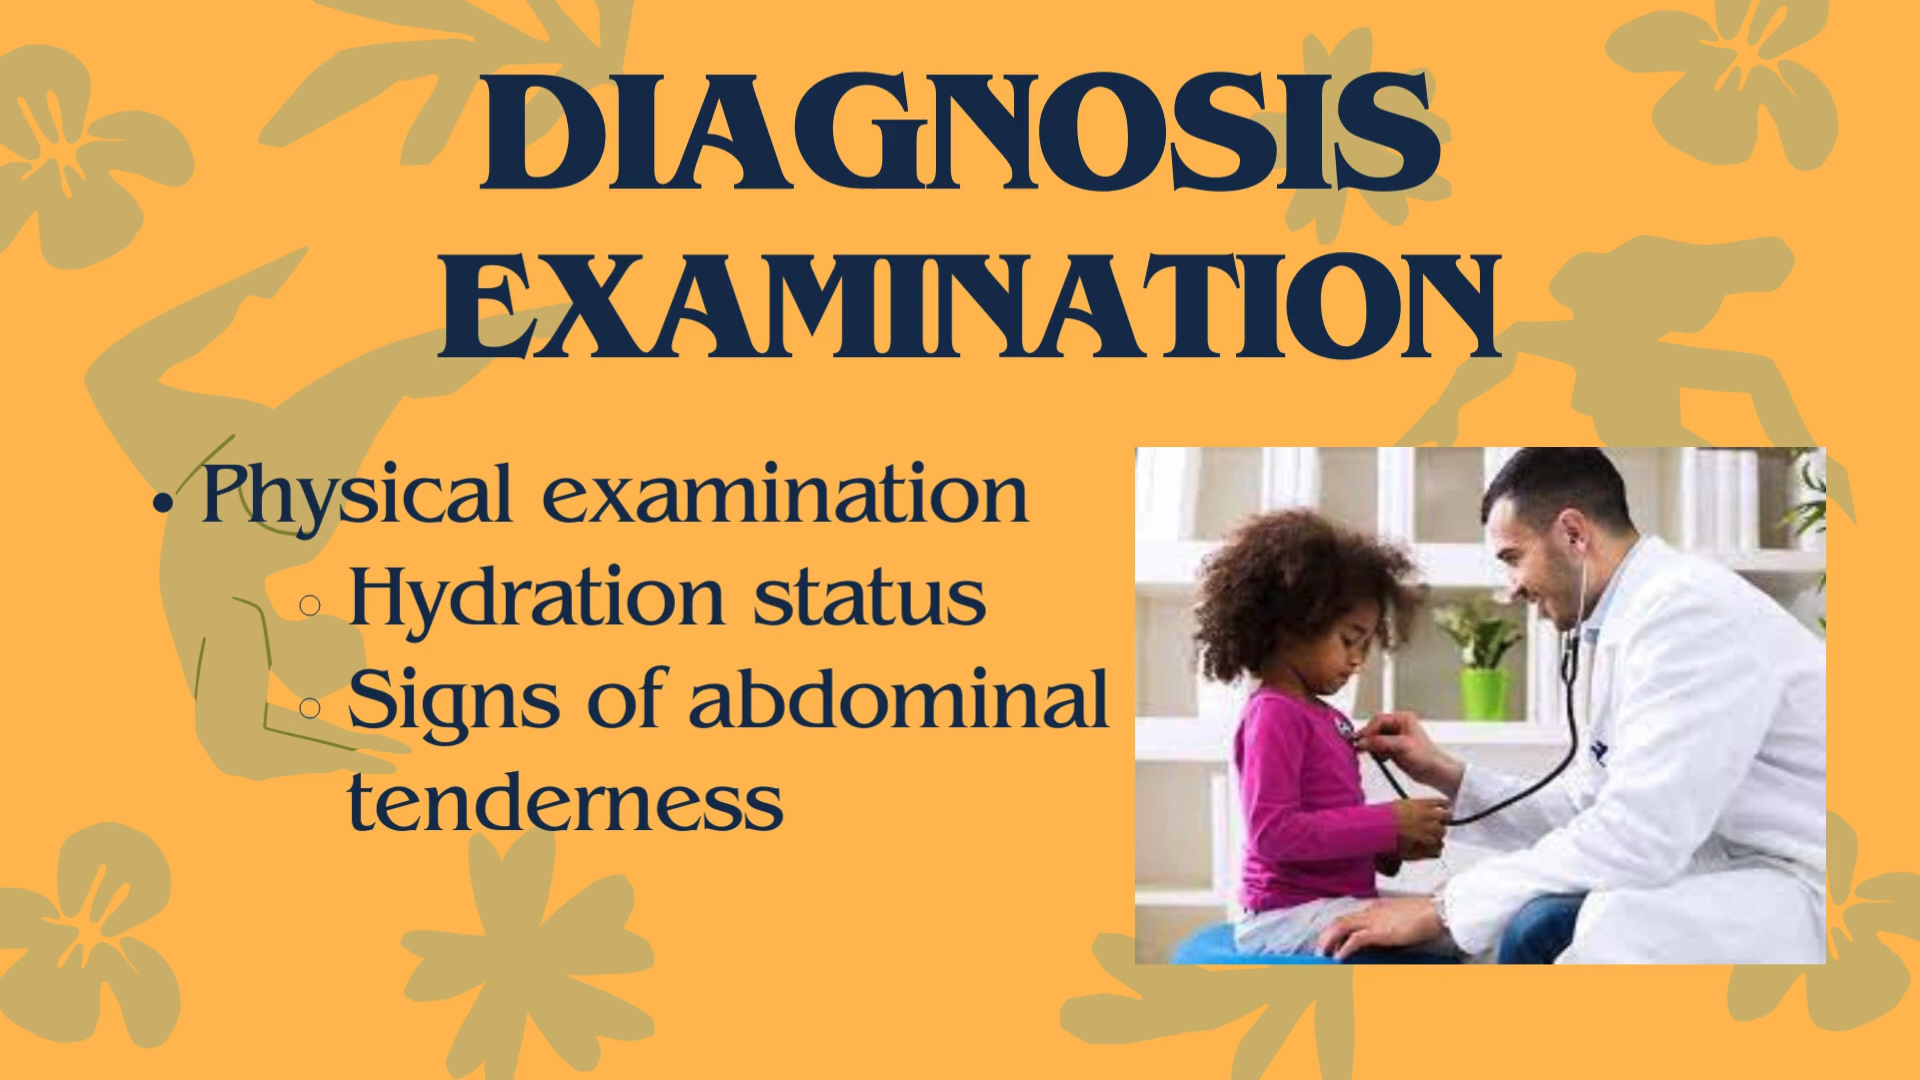 DIAGNOSIS
EXAMINATION
• Physical examination
○ Hydration status
○ Signs of abdominal
tenderness